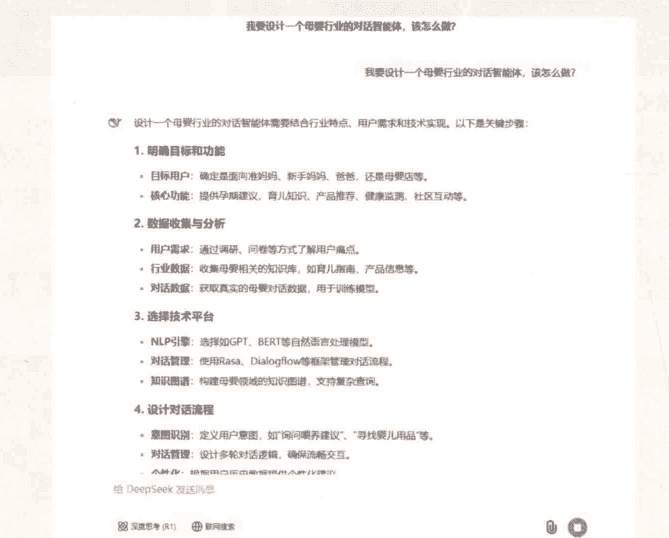 我要设计一个母婴行业的对话智能体，该怎么做?
我要设计一个母婴行业的对话智能体，该怎么做?
设计一个母婴行业的对话智能体需要结合行业特点、用户需求和技术实现。以下是关键步骤：
1. 明确目标和功能
• 目标用户：确定是面向准妈妈、新手妈妈、爸爸，还是母婴店等。
• 核心功能：提供孕期建议、育儿知识、产品推荐、健康监测、社区互动等。
2. 数据收集与分析
• 用户需求：通过调研、问卷等方式了解用户痛点。
• 行业数据：收集母婴相关的知识库，如育儿指南、产品信息等。
• 对话数据：获取真实的母婴对话数据，用于训练模型。
3. 选择技术平台
• NLP引擎：选择如GPT、BERT等自然语言处理模型。
• 对话管理：使用Rasa、Dialogflow等框架管理对话流程。
• 知识图谱：构建母婴领域的知识图谱，支持复杂查询。
4. 设计对话流程
• 意图识别：定义用户意图，如“询问喂养建议”、“寻找婴儿用品”等。
• 对话管理：设计多轮对话逻辑，确保流畅交互。
• 个性化：根据用户历史数据提供个性化建议
给 DeepSeek 发送消息
深度思考 (R1) 联网搜索